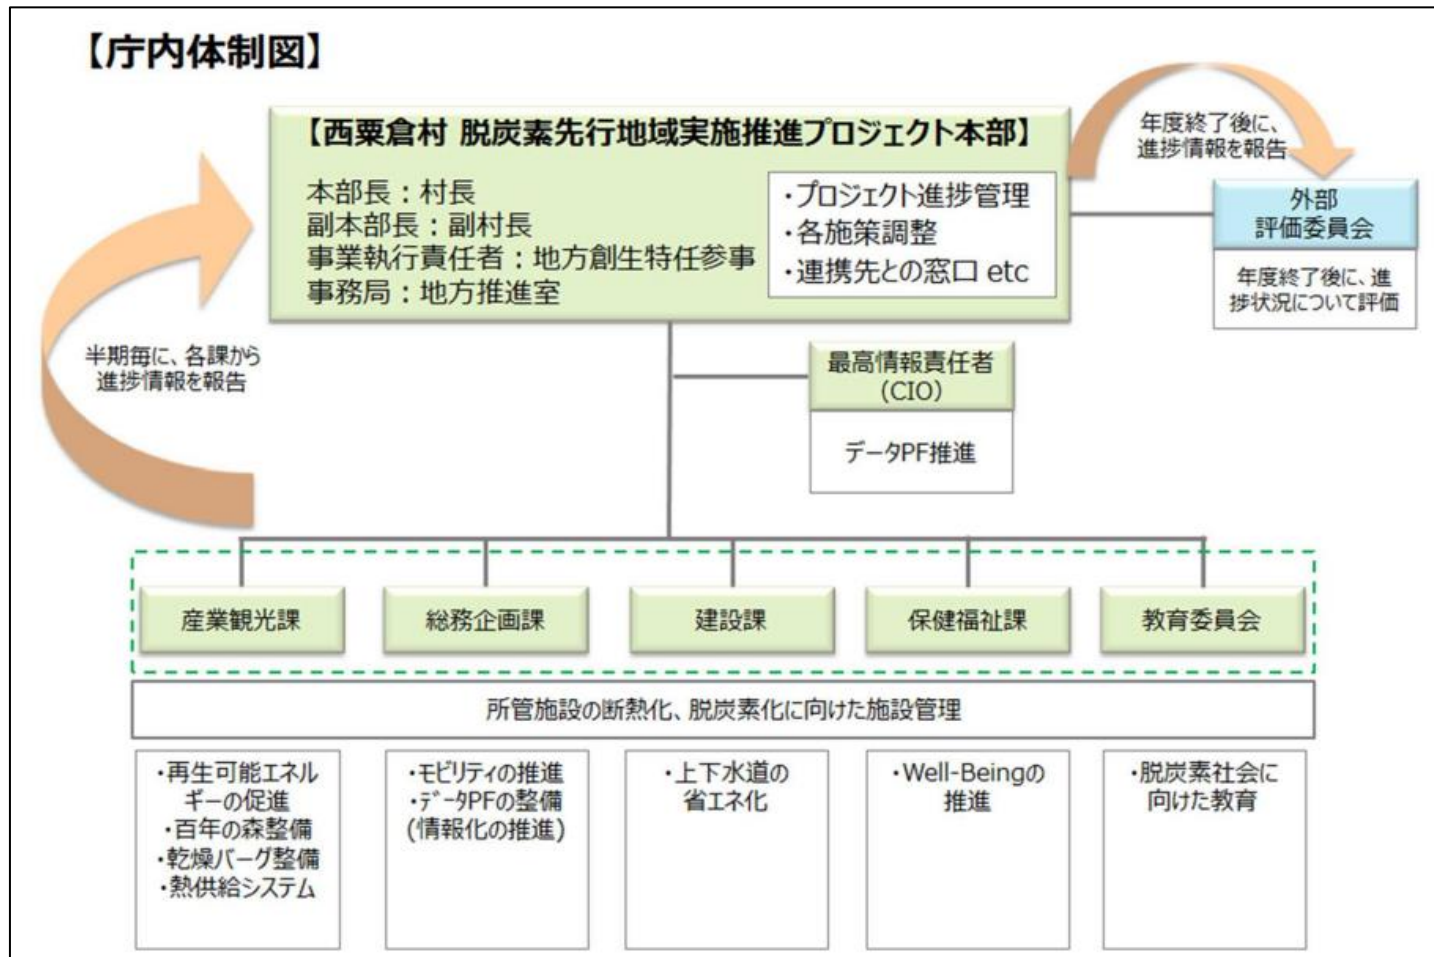 【庁内体制図】
【西粟倉村 脱炭素先行地域実施推進プロジェクト本部】
本部長：村長
副本部長：副村長
事業執行責任者：地方創生特任参事
事務局：地方推進室
・プロジェクト進捗管理
・各施策調整
・連携先との窓口 etc
年度終了後に、
進捗情報を報告
外部
評価委員会
年度終了後に、進
捗状況について評価
半期毎に、各課から
進捗情報を報告
最高情報責任者
(CIO)
データPF推進
産業観光課
総務企画課
建設課
保健福祉課
教育委員会
所管施設の断熱化、脱炭素化に向けた施設管理
・再生可能エネル
ギーの促進
・百年の森整備
・乾燥バーグ整備
・熱供給システム
・モビリティの推進
・ﾃﾞｰﾀPFの整備
(情報化の推進)
・上下水道の
省エネ化
・Well-Beingの
推進
・脱炭素社会に
向けた教育